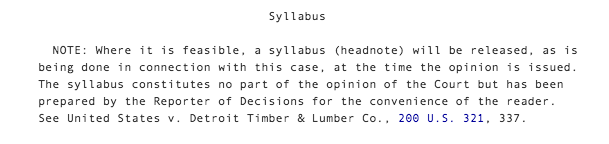 Syllabus
NOTE: Where it is feasible, a syllabus (headnote) will be released, as is
being done in connection with this case, at the time the opinion is issued.
The syllabus constitutes no part of the opinion of the Court but has been
prepared by the Reporter of Decisions for the convenience of the reader.
See United States v. Detroit Timber & Lumber Co., 200 U.S. 321, 337.